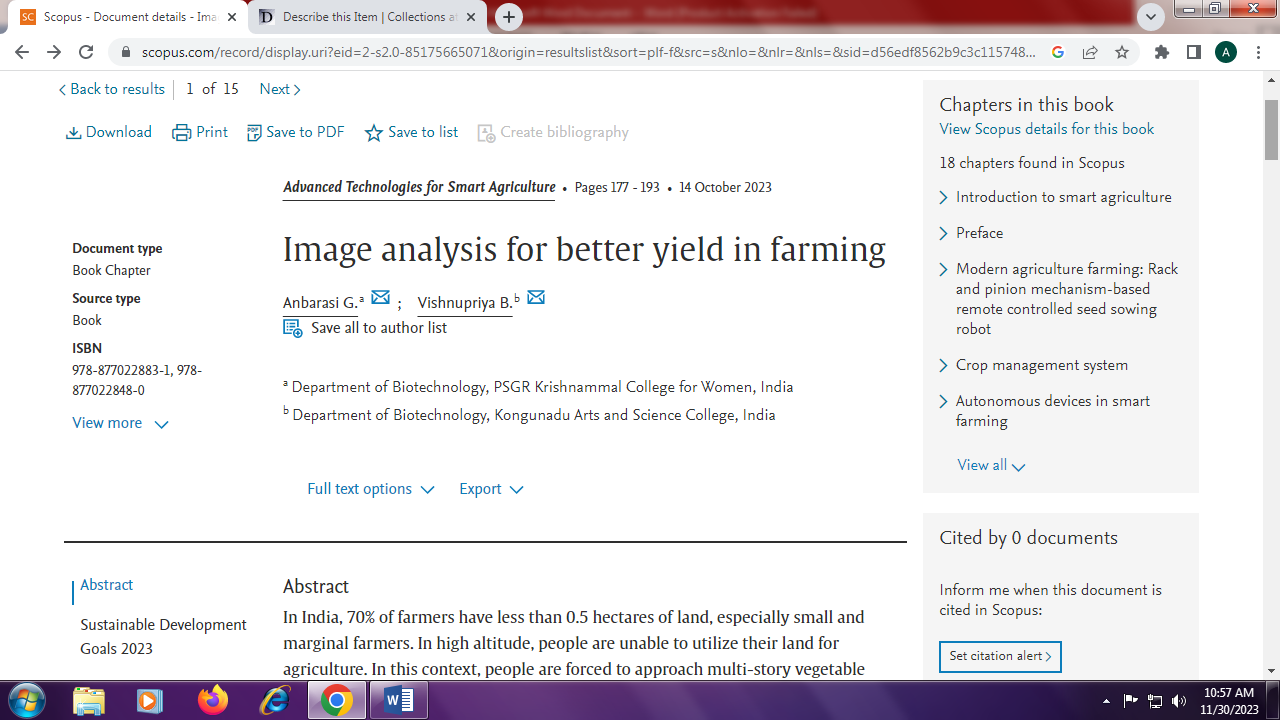 Scopus - Document details - Ima
Describe this Item | Collections at
scopus.com/record/display.uri?eid=2-s2.0-85175665071&origin=resultslist&sort=plf-f&src=s&nlo=&nlr=&nls=&sid=d56edf8562b9c3c115748...
A
Back to results
1 of 15
Next
Download
Print
Save to PDF
Save to list
Create bibliography
Advanced Technologies for Smart Agriculture • Pages 177 - 193 • 14 October 2023
Image analysis for better yield in farming
Anbarasi G.ᵃ ; Vishnupriya B.ᵇ
Save all to author list
ᵃ Department of Biotechnology, PSGR Krishnammal College for Women, India
ᵇ Department of Biotechnology, Kongunadu Arts and Science College, India
Document type
Book Chapter
Source type
Book
ISBN
978-877022883-1, 978-
877022848-0
View more
Full text options
Export
Abstract
Sustainable Development
Goals 2023
Abstract
In India, 70% of farmers have less than 0.5 hectares of land, especially small and
marginal farmers. In high altitude, people are unable to utilize their land for
agriculture. In this context, people are forced to approach multi-story vegetable
Chapters in this book
View Scopus details for this book
18 chapters found in Scopus
Introduction to smart agriculture
Preface
Modern agriculture farming: Rack
and pinion mechanism-based
remote controlled seed sowing
robot
Crop management system
Autonomous devices in smart
farming
View all
Cited by 0 documents
Inform me when this document is
cited in Scopus:
Set citation alert
10:57 AM
11/30/2023